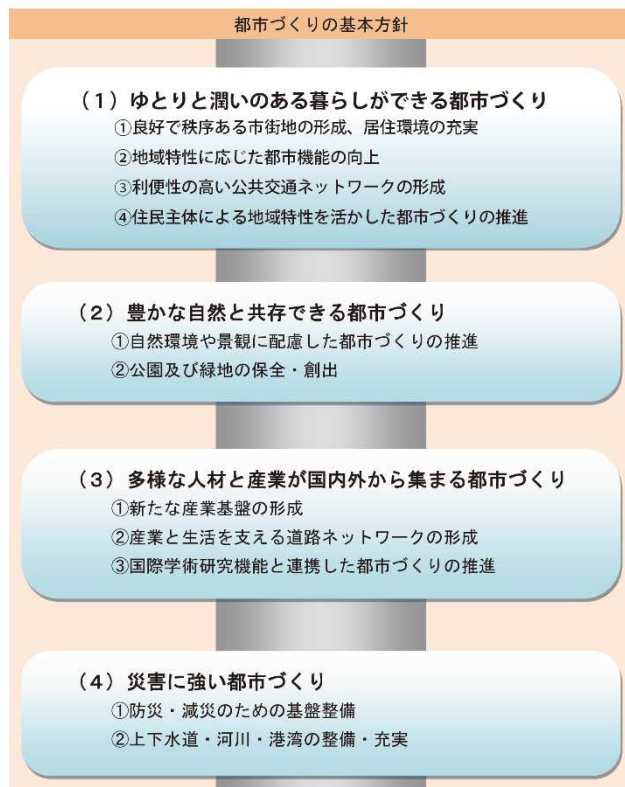 都市づくりの基本方針
（１）ゆとりと潤いのある暮らしができる都市づくり
①良好で秩序ある市街地の形成、居住環境の充実
②地域特性に応じた都市機能の向上
③利便性の高い公共交通ネットワークの形成
④住民主体による地域特性を活かした都市づくりの推進
（２）豊かな自然と共存できる都市づくり
①自然環境や景観に配慮した都市づくりの推進
②公園及び緑地の保全・創出
（３）多様な人材と産業が国内外から集まる都市づくり
①新たな産業基盤の形成
②産業と生活を支える道路ネットワークの形成
③国際学術研究機能と連携した都市づくりの推進
（４）災害に強い都市づくり
①防災・減災のための基盤整備
②上下水道・河川・港湾の整備・充実